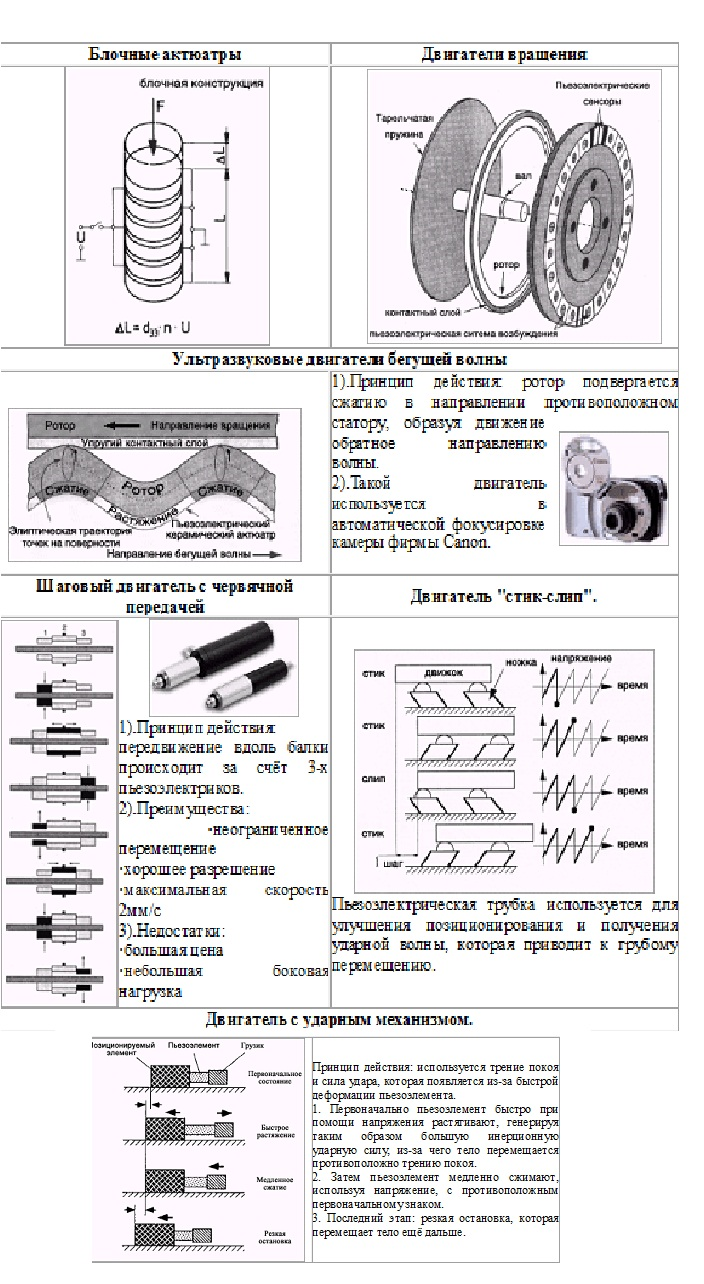 Блочные актюаторы
Двигатели вращения:
блочная конструкция
F
ΔL
L
U
ΔL = d33 · n · U
Пьезоэлектрические
сенсоры
Тарельчатая
пружина
вал
ротор
контактный слой
пьезоэлектрическая ситема возбуждения
Ультразвуковые двигатели бегущей волны
Ротор
Направление вращения
Упругий контактный слой
Сжатие
Ротор
Сжатие
Растяжение
Элиптическая траектория
точек на поверхности
Пьезоэлектрический
керамический актюатр
Направление бегущей волны
1).Принцип действия: ротор подвергается
сжатию в направлении противоположном
статору, образуя движение
обратное направлению
волны.
2).Такой двигатель
используется в
автоматической фокусировке
камеры фирмы Canon.
Шаговый двигатель с червячной
передачей
Двигатель "стик-слип".
1 2 3
1).Принцип действия:
передвижение вдоль балки
происходит за счёт 3-х
пьезоэлектриков.
2).Преимущества:
·неограниченное
перемещение
·хорошее разрешение
·максимальная скорость
2мм/с
3).Недостатки:
·большая цена
·небольшая боковая
нагрузка
стик
движок
ножка
напряжение
время
стик
время
слип
время
стик
время
1 шаг
Пьезоэлектрическая трубка используется для
улучшения позиционирования и получения
ударной волны, которая приводит к грубому
перемещению.
Двигатель с ударным механизмом.
Позиционируемый
элемент
Пьезоэлемент
Грузик
Первоначальное
состояние
Быстрое
растяжение
Медленное
сжатие
Резкая
остановка
Принцип действия: используется трение покоя
и сила удара, которая появляется из-за быстрой
деформации пьезоэлемента.
1. Первоначально пьезоэлемент быстро при
помощи напряжения растягивают, генерируя
таким образом большую инерционную
ударную силу, из-за чего тело перемещается
противоположно трению покоя.
2. Затем пьезоэлемент медленно сжимают,
используя напряжение, с противоположным
первоначальному знаком.
3. Последний этап: резкая остановка, которая
перемещает тело ещё дальше.